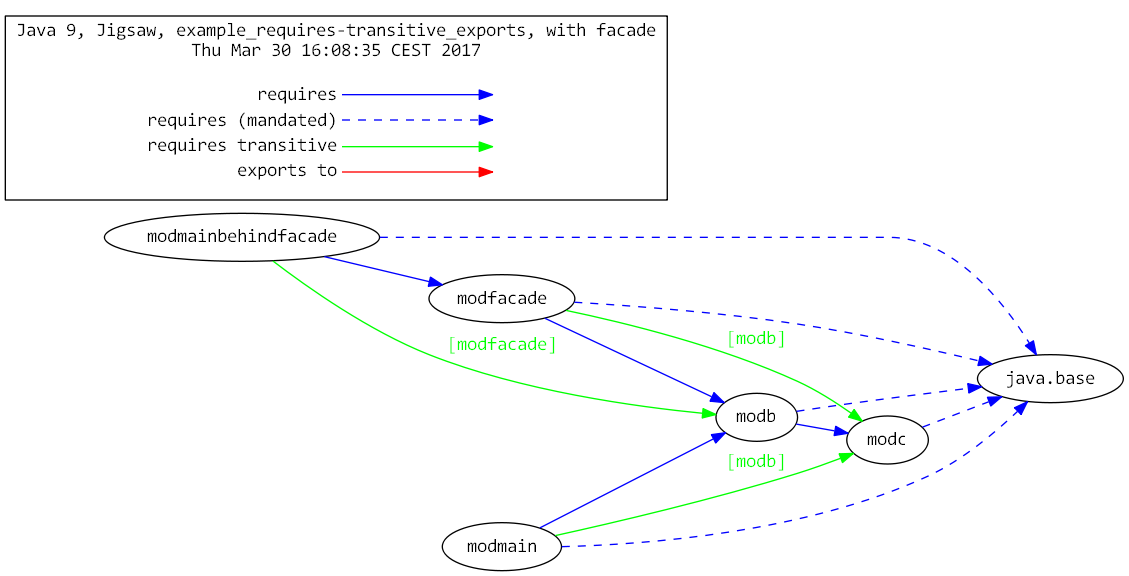 Java 9, Jigsaw, example_requires-transitive_exports, with facade
Thu Mar 30 16:08:35 CEST 2017
requires
requires (mandated)
requires transitive
exports to
modmainbehindfacade
modfacade
[modfacade]
[modb]
java.base
modb
modc
[modb]
modmain